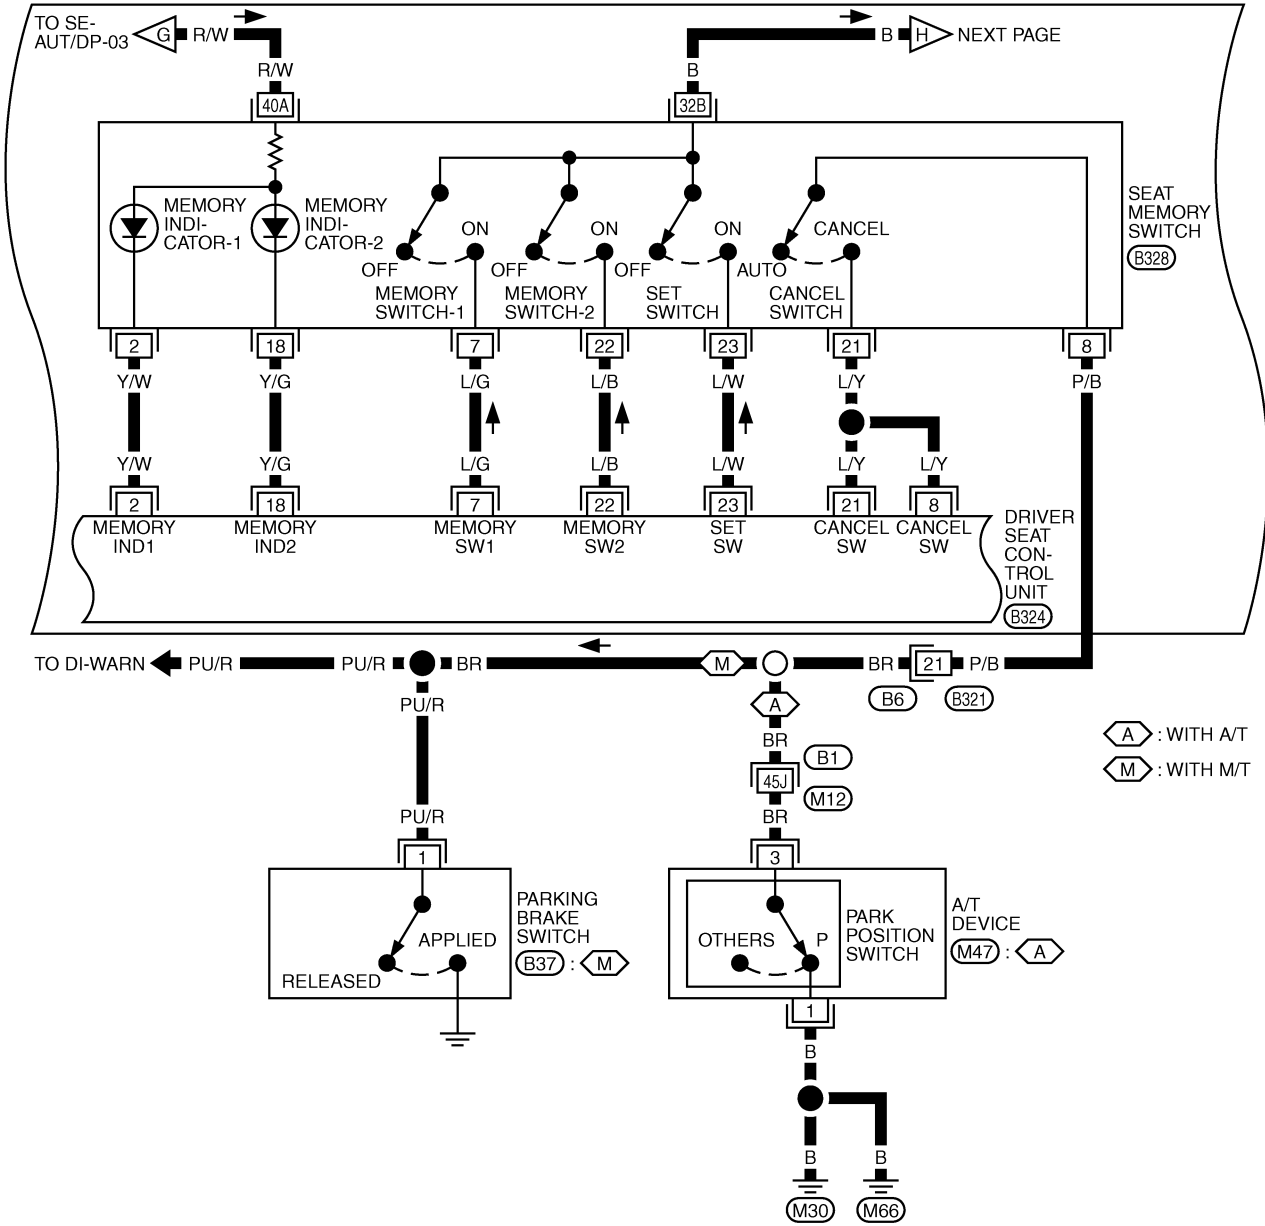 TO SE-
AUT/DP-03
G
R/W
R/W
40A
B
H
NEXT PAGE
B
32B
MEMORY
INDI-
CATOR-1
MEMORY
INDI-
CATOR-2
ON
OFF
MEMORY
SWITCH-1
ON
OFF
MEMORY
SWITCH-2
ON
OFF
SET
SWITCH
CANCEL
AUTO
CANCEL
SWITCH
SEAT
MEMORY
SWITCH
B328
2
18
7
22
23
21
8
Y/W
Y/G
L/G
L/B
L/W
L/Y
P/B
Y/W
Y/G
L/G
L/B
L/W
L/Y
L/Y
2
18
7
22
23
21
8
MEMORY
IND1
MEMORY
IND2
MEMORY
SW1
MEMORY
SW2
SET
SW
CANCEL
SW
CANCEL
SW
DRIVER
SEAT
CON-
TROL
UNIT
B324
TO DI-WARN
PU/R
PU/R
BR
M
BR
21
P/B
B6
B321
PU/R
A
A : WITH A/T
M : WITH M/T
BR
B1
45J
M12
PU/R
BR
1
3
PARKING
BRAKE
SWITCH
B37 : M
APPLIED
RELEASED
OTHERS
P
PARK
POSITION
SWITCH
A/T
DEVICE
M47 : A
1
B
B
B
M30
M66